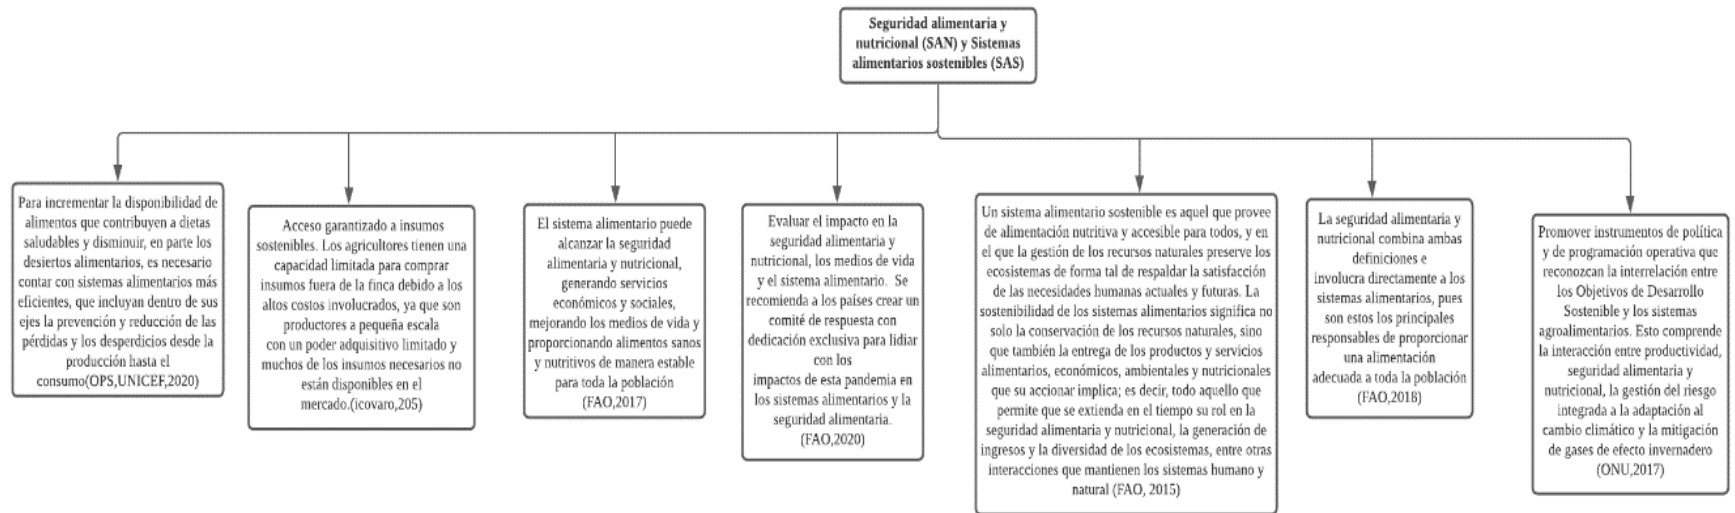 Seguridad alimentaria y
nutricional (SAN) y Sistemas
alimentarios sostenibles (SAS)
Para incrementar la disponibilidad de
alimentos que contribuyen a dietas
saludables y disminuir, en parte los
desiertos alimentarios, es necesario
contar con sistemas alimentarios más
eficientes, que incluyan dentro de sus
ejes la prevención y reducción de las
pérdidas y los desperdicios desde la
producción hasta el
consumo(OPS,UNICEF,2020)
Acceso garantizado a insumos
sostenibles. Los agricultores tienen una
capacidad limitada para comprar
insumos fuera de la finca debido a los
altos costos involucrados, ya que son
productores a pequeña escala
con un poder adquisitivo limitado y
muchos de los insumos necesarios no
están disponibles en el
mercado.(icovaro,205)
El sistema alimentario puede
alcanzar la seguridad
alimentaria y nutricional,
generando servicios
económicos y sociales,
mejorando los medios de vida y
proporcionando alimentos sanos
y nutritivos de manera estable
para toda la población
(FAO,2017)
Evaluar el impacto en la
seguridad alimentaria y
nutricional, los medios de vida
y el sistema alimentario. Se
recomienda a los países crear un
comité de respuesta con
dedicación exclusiva para lidiar
con los
impactos de esta pandemia en
los sistemas alimentarios y la
seguridad alimentaria.
(FAO,2020)
Un sistema alimentario sostenible es aquel que provee
de alimentación nutritiva y accesible para todos, y en
el que la gestión de los recursos naturales preserve los
ecosistemas de forma tal de respaldar la satisfacción
de las necesidades humanas actuales y futuras. La
sostenibilidad de los sistemas alimentarios significa no
solo la conservación de los recursos naturales, sino
que también la entrega de los productos y servicios
alimentarios, económicos, ambientales y nutricionales
que su accionar implica; es decir, todo aquello que
permite que se extienda en el tiempo su rol en la
seguridad alimentaria y nutricional, la generación de
ingresos y la diversidad de los ecosistemas, entre otras
interacciones que mantienen los sistemas humano y
natural (FAO, 2015)
La seguridad alimentaria y
nutricional combina ambas
definiciones e
involucra directamente a los
sistemas alimentarios, pues
son estos los principales
responsables de proporcionar
una alimentación
adecuada a toda la población
(FAO,2018)
Promover instrumentos de política
y de programación operativa que
reconozcan la interrelación entre
los Objetivos de Desarrollo
Sostenible y los sistemas
agroalimentarios. Esto comprende
la interacción entre productividad,
seguridad alimentaria y
nutricional, la gestión del riesgo
integrada a la adaptación al
cambio climático y la mitigación
de gases de efecto invernadero
(ONU,2017)